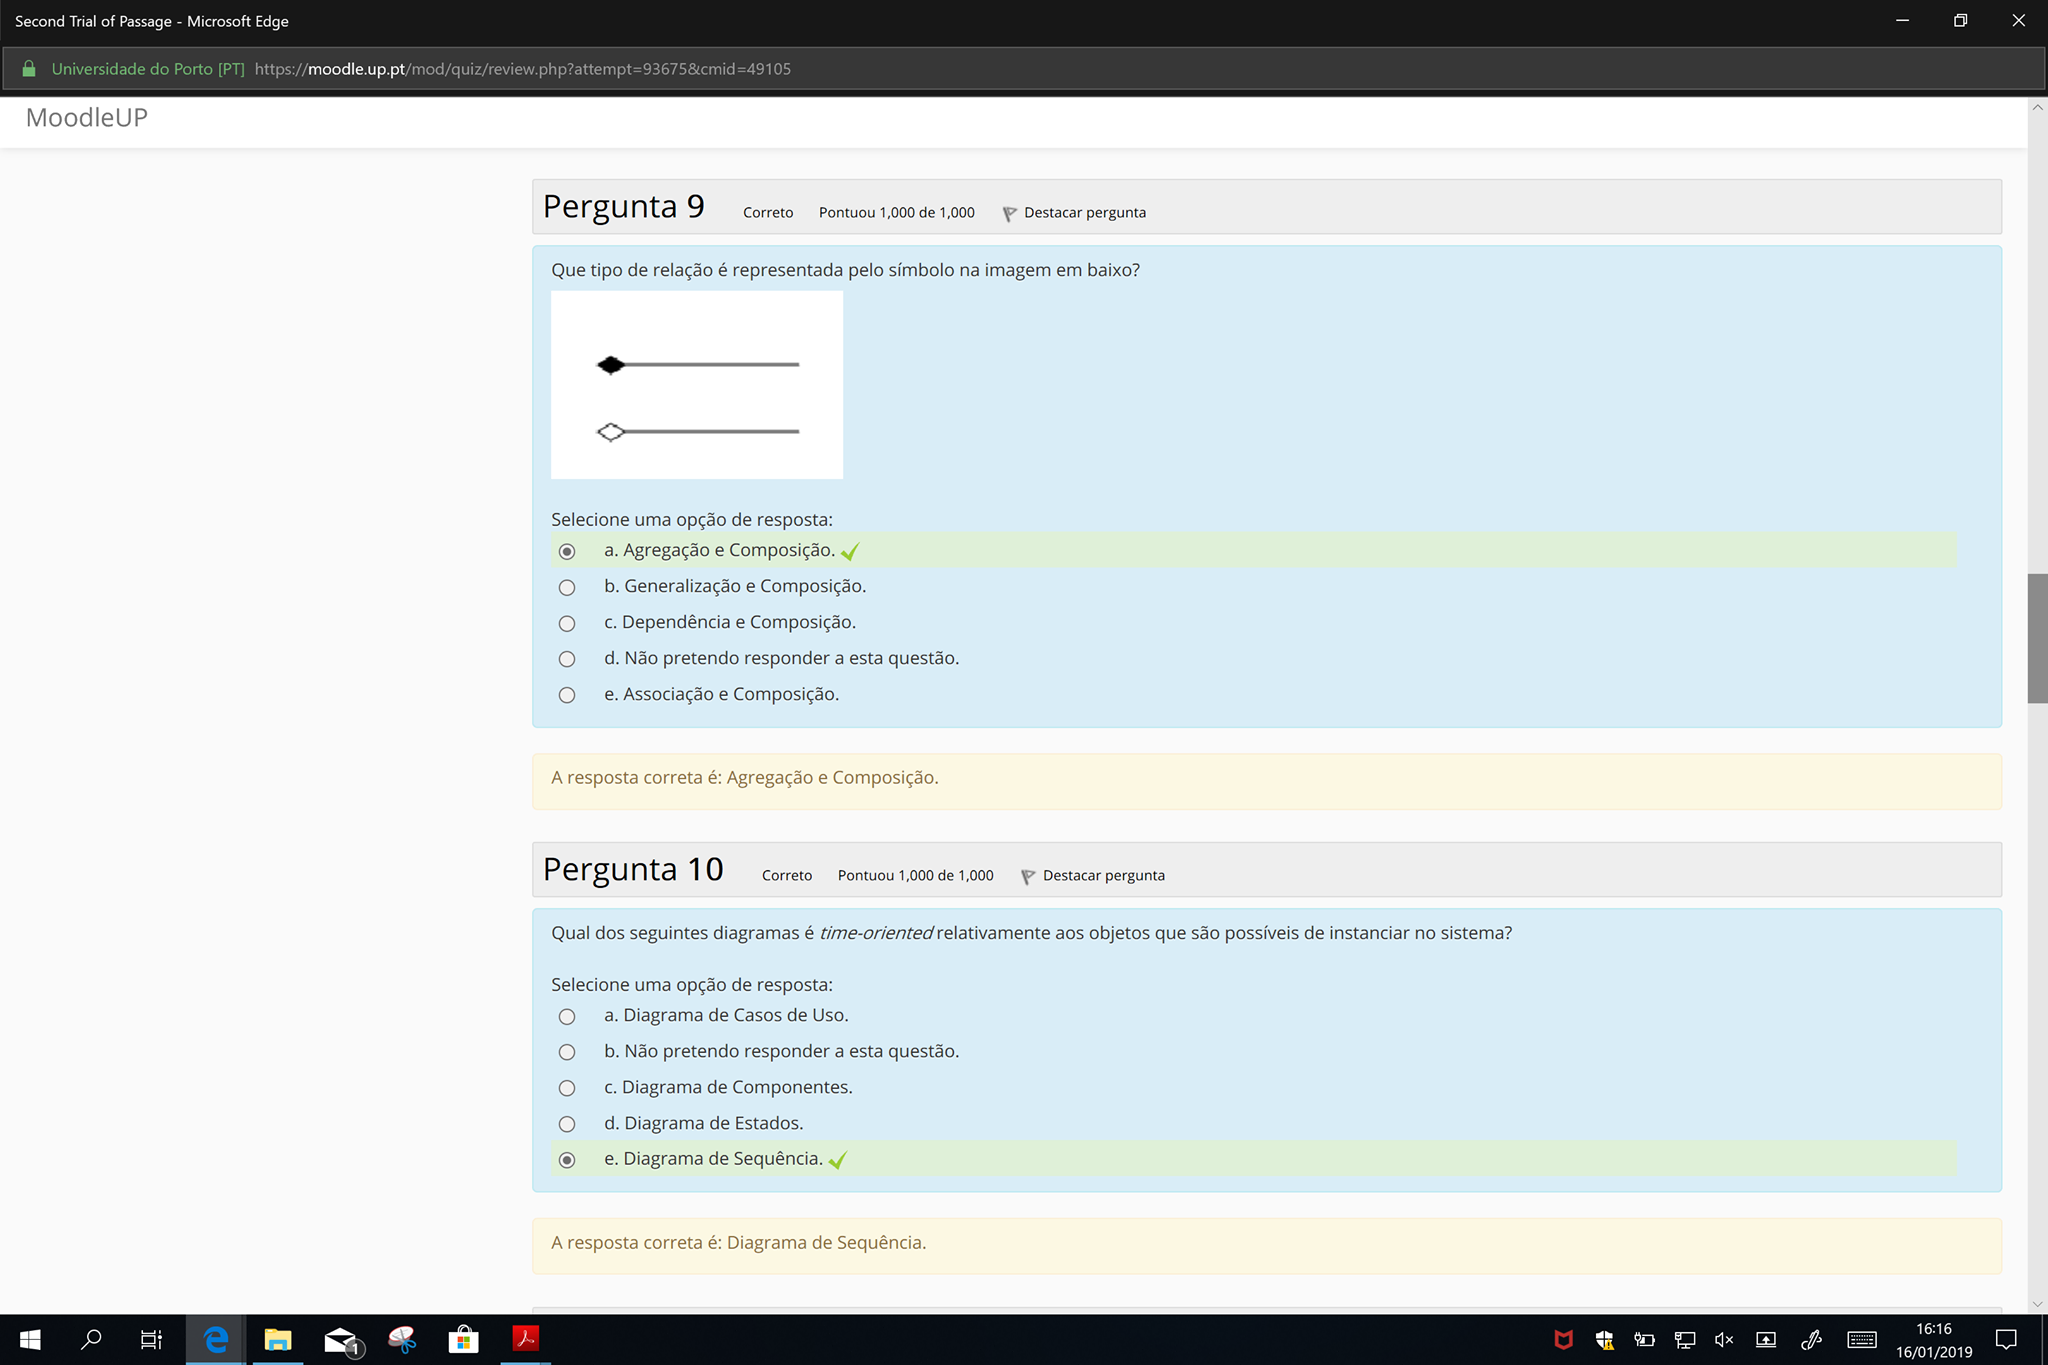 Second Trial of Passage - Microsoft Edge
Universidade do Porto [PT] https://moodle.up.pt/mod/quiz/review.php?attempt=93675&cmid=49105
MoodleUP
Pergunta 9 Correto Pontuou 1,000 de 1,000 Destacar pergunta
Que tipo de relação é representada pelo símbolo na imagem em baixo?
Selecione uma opção de resposta:
a. Agregação e Composição.
b. Generalização e Composição.
c. Dependência e Composição.
d. Não pretendo responder a esta questão.
e. Associação e Composição.
A resposta correta é: Agregação e Composição.
Pergunta 10 Correto Pontuou 1,000 de 1,000 Destacar pergunta
Qual dos seguintes diagramas é time-oriented relativamente aos objetos que são possíveis de instanciar no sistema?
Selecione uma opção de resposta:
a. Diagrama de Casos de Uso.
b. Não pretendo responder a esta questão.
c. Diagrama de Componentes.
d. Diagrama de Estados.
e. Diagrama de Sequência.
A resposta correta é: Diagrama de Sequência.
1
16:16
16/01/2019